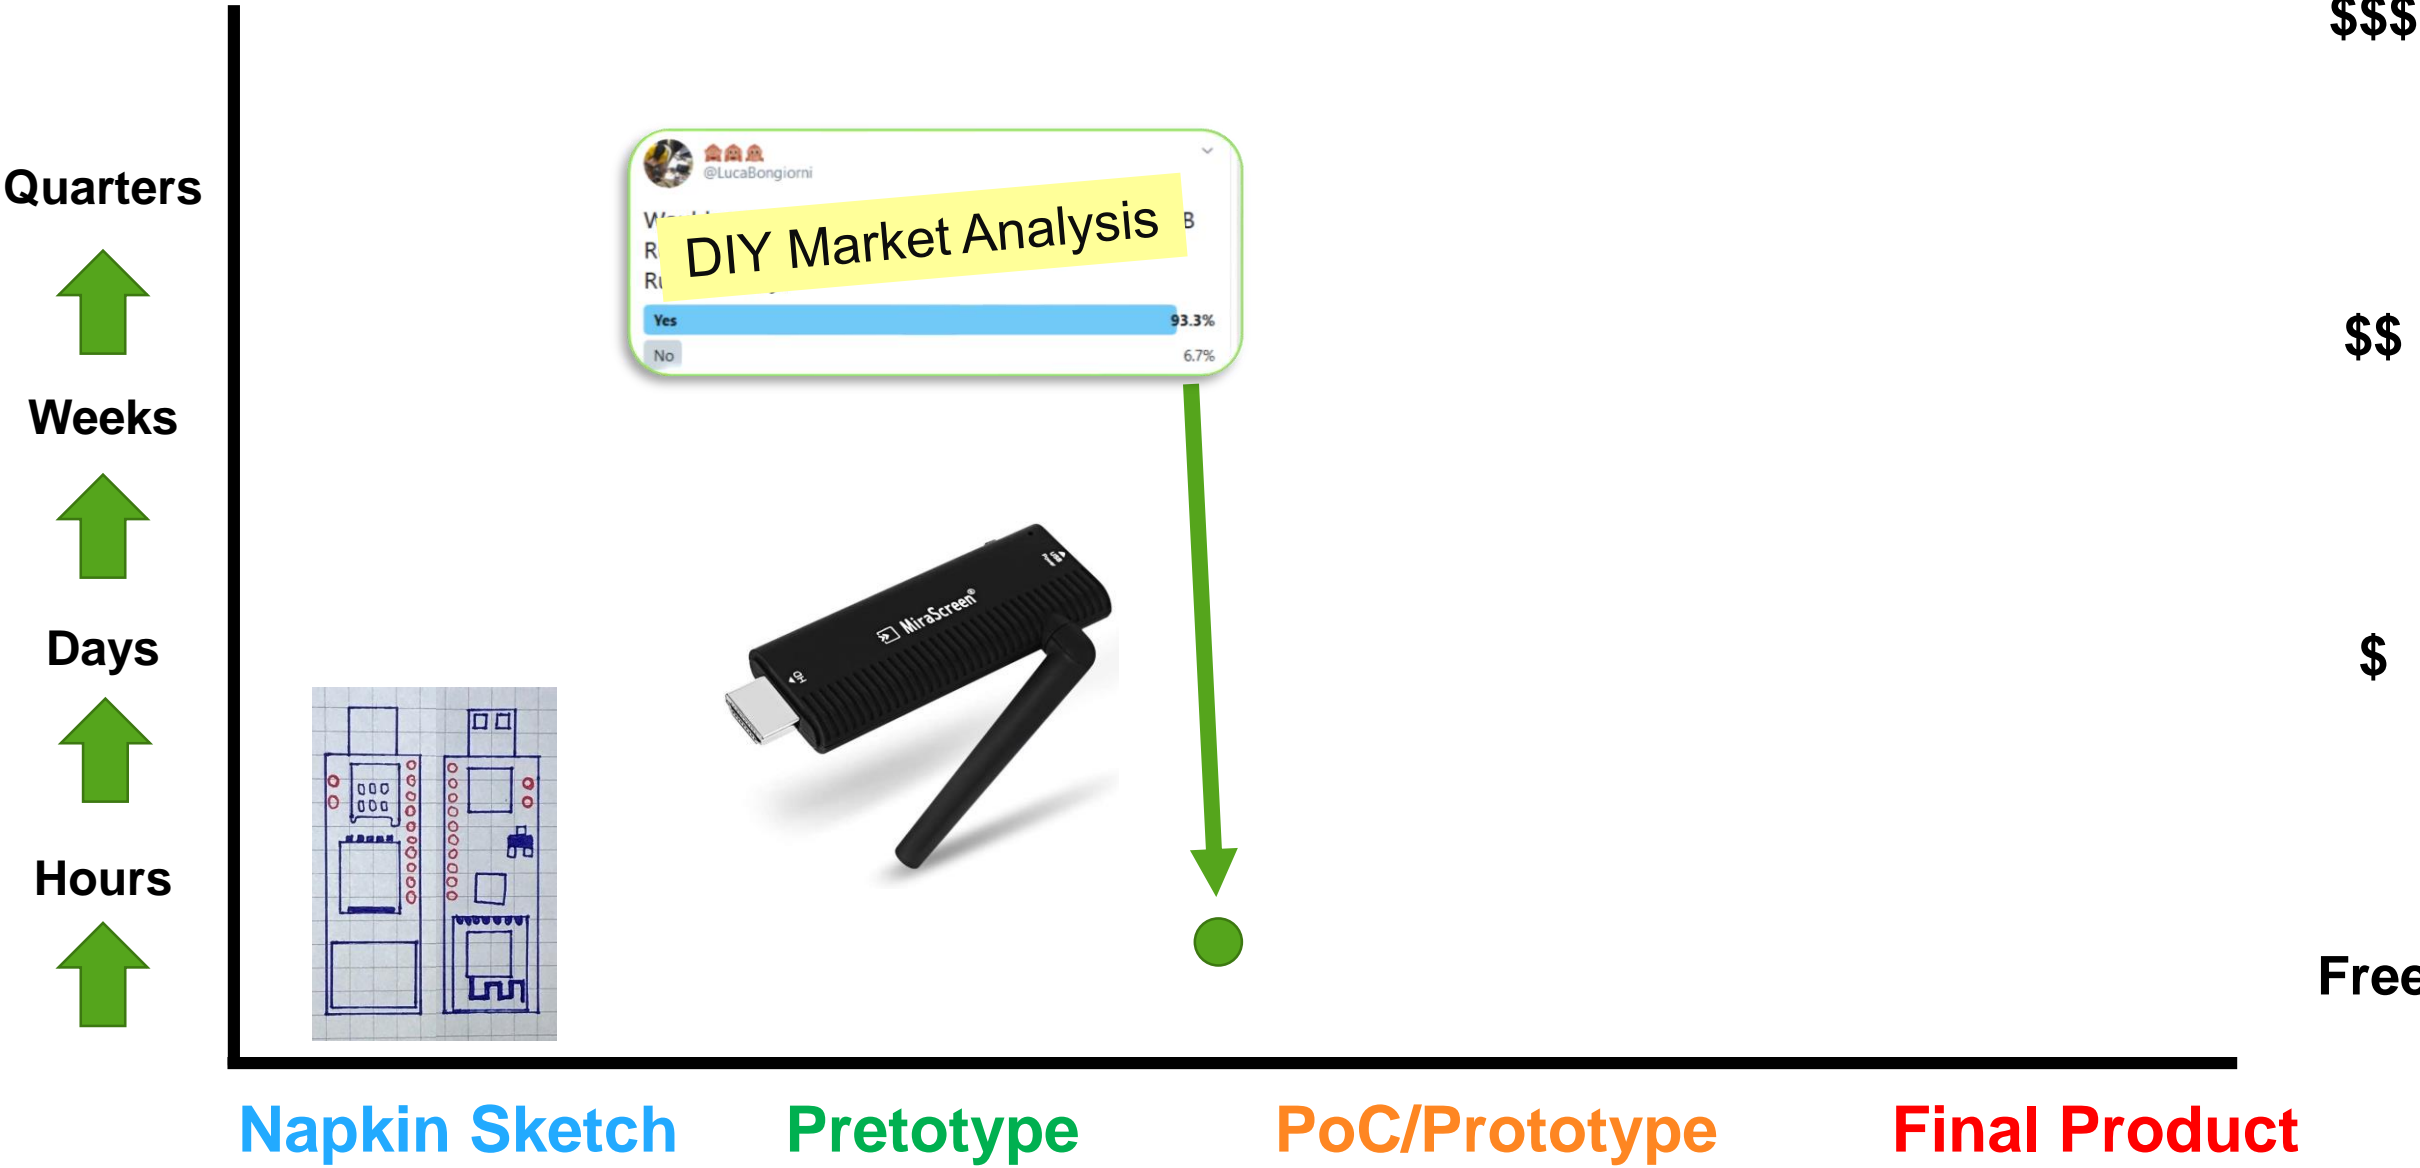 $$$
Quarters
@LucaBongiorni
DIY Market Analysis
B
Yes 93.3%
No 6.7%
$$
Weeks
MiraScreen®
HD
Days
$
Hours
Free
Napkin Sketch Pretotype PoC/Prototype Final Product